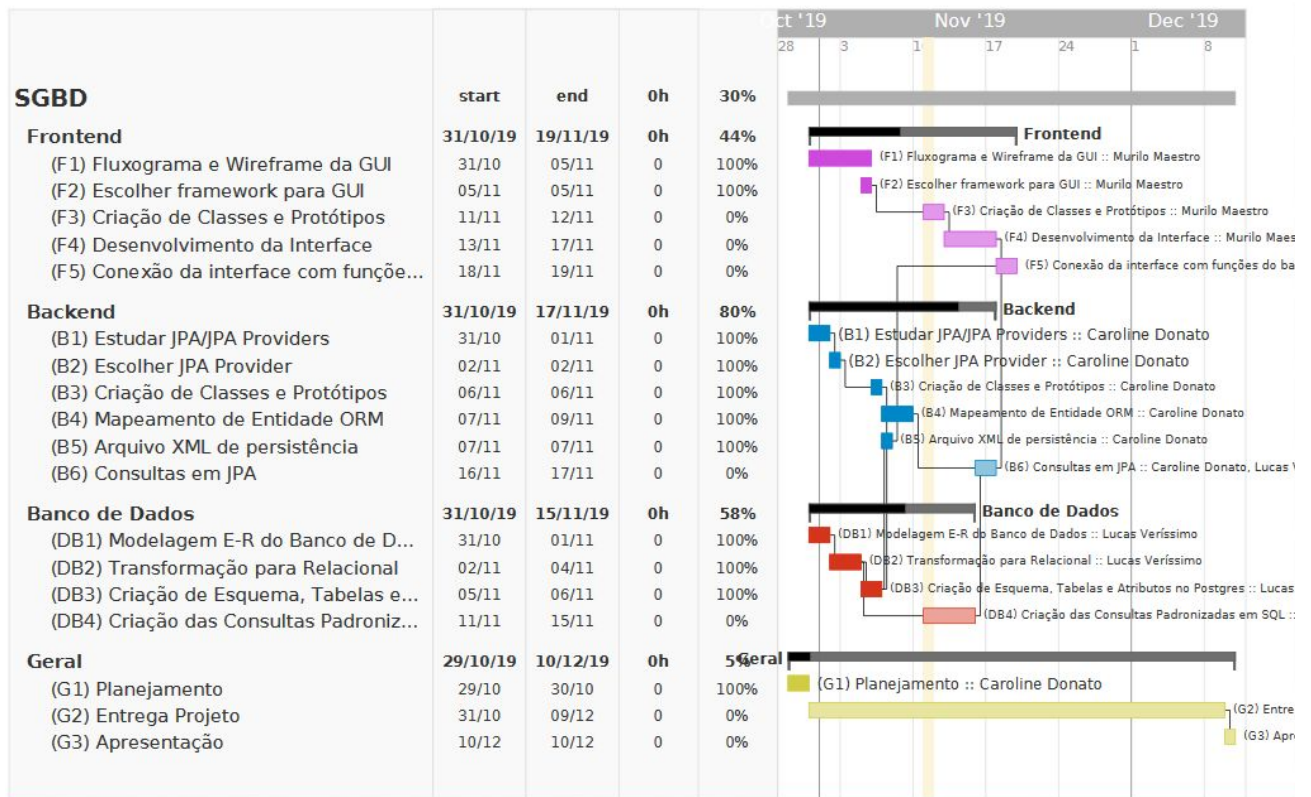 Oct '19 Nov '19 Dec '19
28 3 17 24 1 8
SGBD start end 0h 30%
Frontend 31/10/19 19/11/19 0h 44% Frontend
(F1) Fluxograma e Wireframe da GUI 31/10 05/11 0 100% (F1) Fluxograma e Wireframe da GUI :: Murilo Maestro
(F2) Escolher framework para GUI 05/11 05/11 0 100% (F2) Escolher framework para GUI :: Murilo Maestro
(F3) Criação de Classes e Protótipos 11/11 12/11 0 0% (F3) Criação de Classes e Protótipos :: Murilo Maestro
(F4) Desenvolvimento da Interface 13/11 17/11 0 0% (F4) Desenvolvimento da Interface :: Murilo Maes
(F5) Conexão da interface com funçõe... 18/11 19/11 0 0% (F5) Conexão da interface com funções do ba
Backend 31/10/19 17/11/19 0h 80% Backend
(B1) Estudar JPA/JPA Providers 31/10 01/11 0 100% (B1) Estudar JPA/JPA Providers :: Caroline Donato
(B2) Escolher JPA Provider 02/11 02/11 0 100% (B2) Escolher JPA Provider :: Caroline Donato
(B3) Criação de Classes e Protótipos 06/11 06/11 0 100% (B3) Criação de Classes e Protótipos :: Caroline Donato
(B4) Mapeamento de Entidade ORM 07/11 09/11 0 100% (B4) Mapeamento de Entidade ORM :: Caroline Donato
(B5) Arquivo XML de persistência 07/11 07/11 0 100% (B5) Arquivo XML de persistência :: Caroline Donato
(B6) Consultas em JPA 16/11 17/11 0 0% (B6) Consultas em JPA :: Caroline Donato, Lucas V
Banco de Dados 31/10/19 15/11/19 0h 58% Banco de Dados
(DB1) Modelagem E-R do Banco de D... 31/10 01/11 0 100% (DB1) Modelagem E-R do Banco de Dados :: Lucas Veríssimo
(DB2) Transformação para Relacional 02/11 04/11 0 100% (DB2) Transformação para Relacional :: Lucas Veríssimo
(DB3) Criação de Esquema, Tabelas e... 05/11 06/11 0 100% (DB3) Criação de Esquema, Tabelas e Atributos no Postgres :: Lucas
(DB4) Criação das Consultas Padroniz... 11/11 15/11 0 0% (DB4) Criação das Consultas Padronizadas em SQL ::
Geral 29/10/19 10/12/19 0h 5% Geral
(G1) Planejamento 29/10 30/10 0 100% (G1) Planejamento :: Caroline Donato
(G2) Entrega Projeto 31/10 09/12 0 0% (G2) Entre
(G3) Apresentação 10/12 10/12 0 0% (G3) Apre